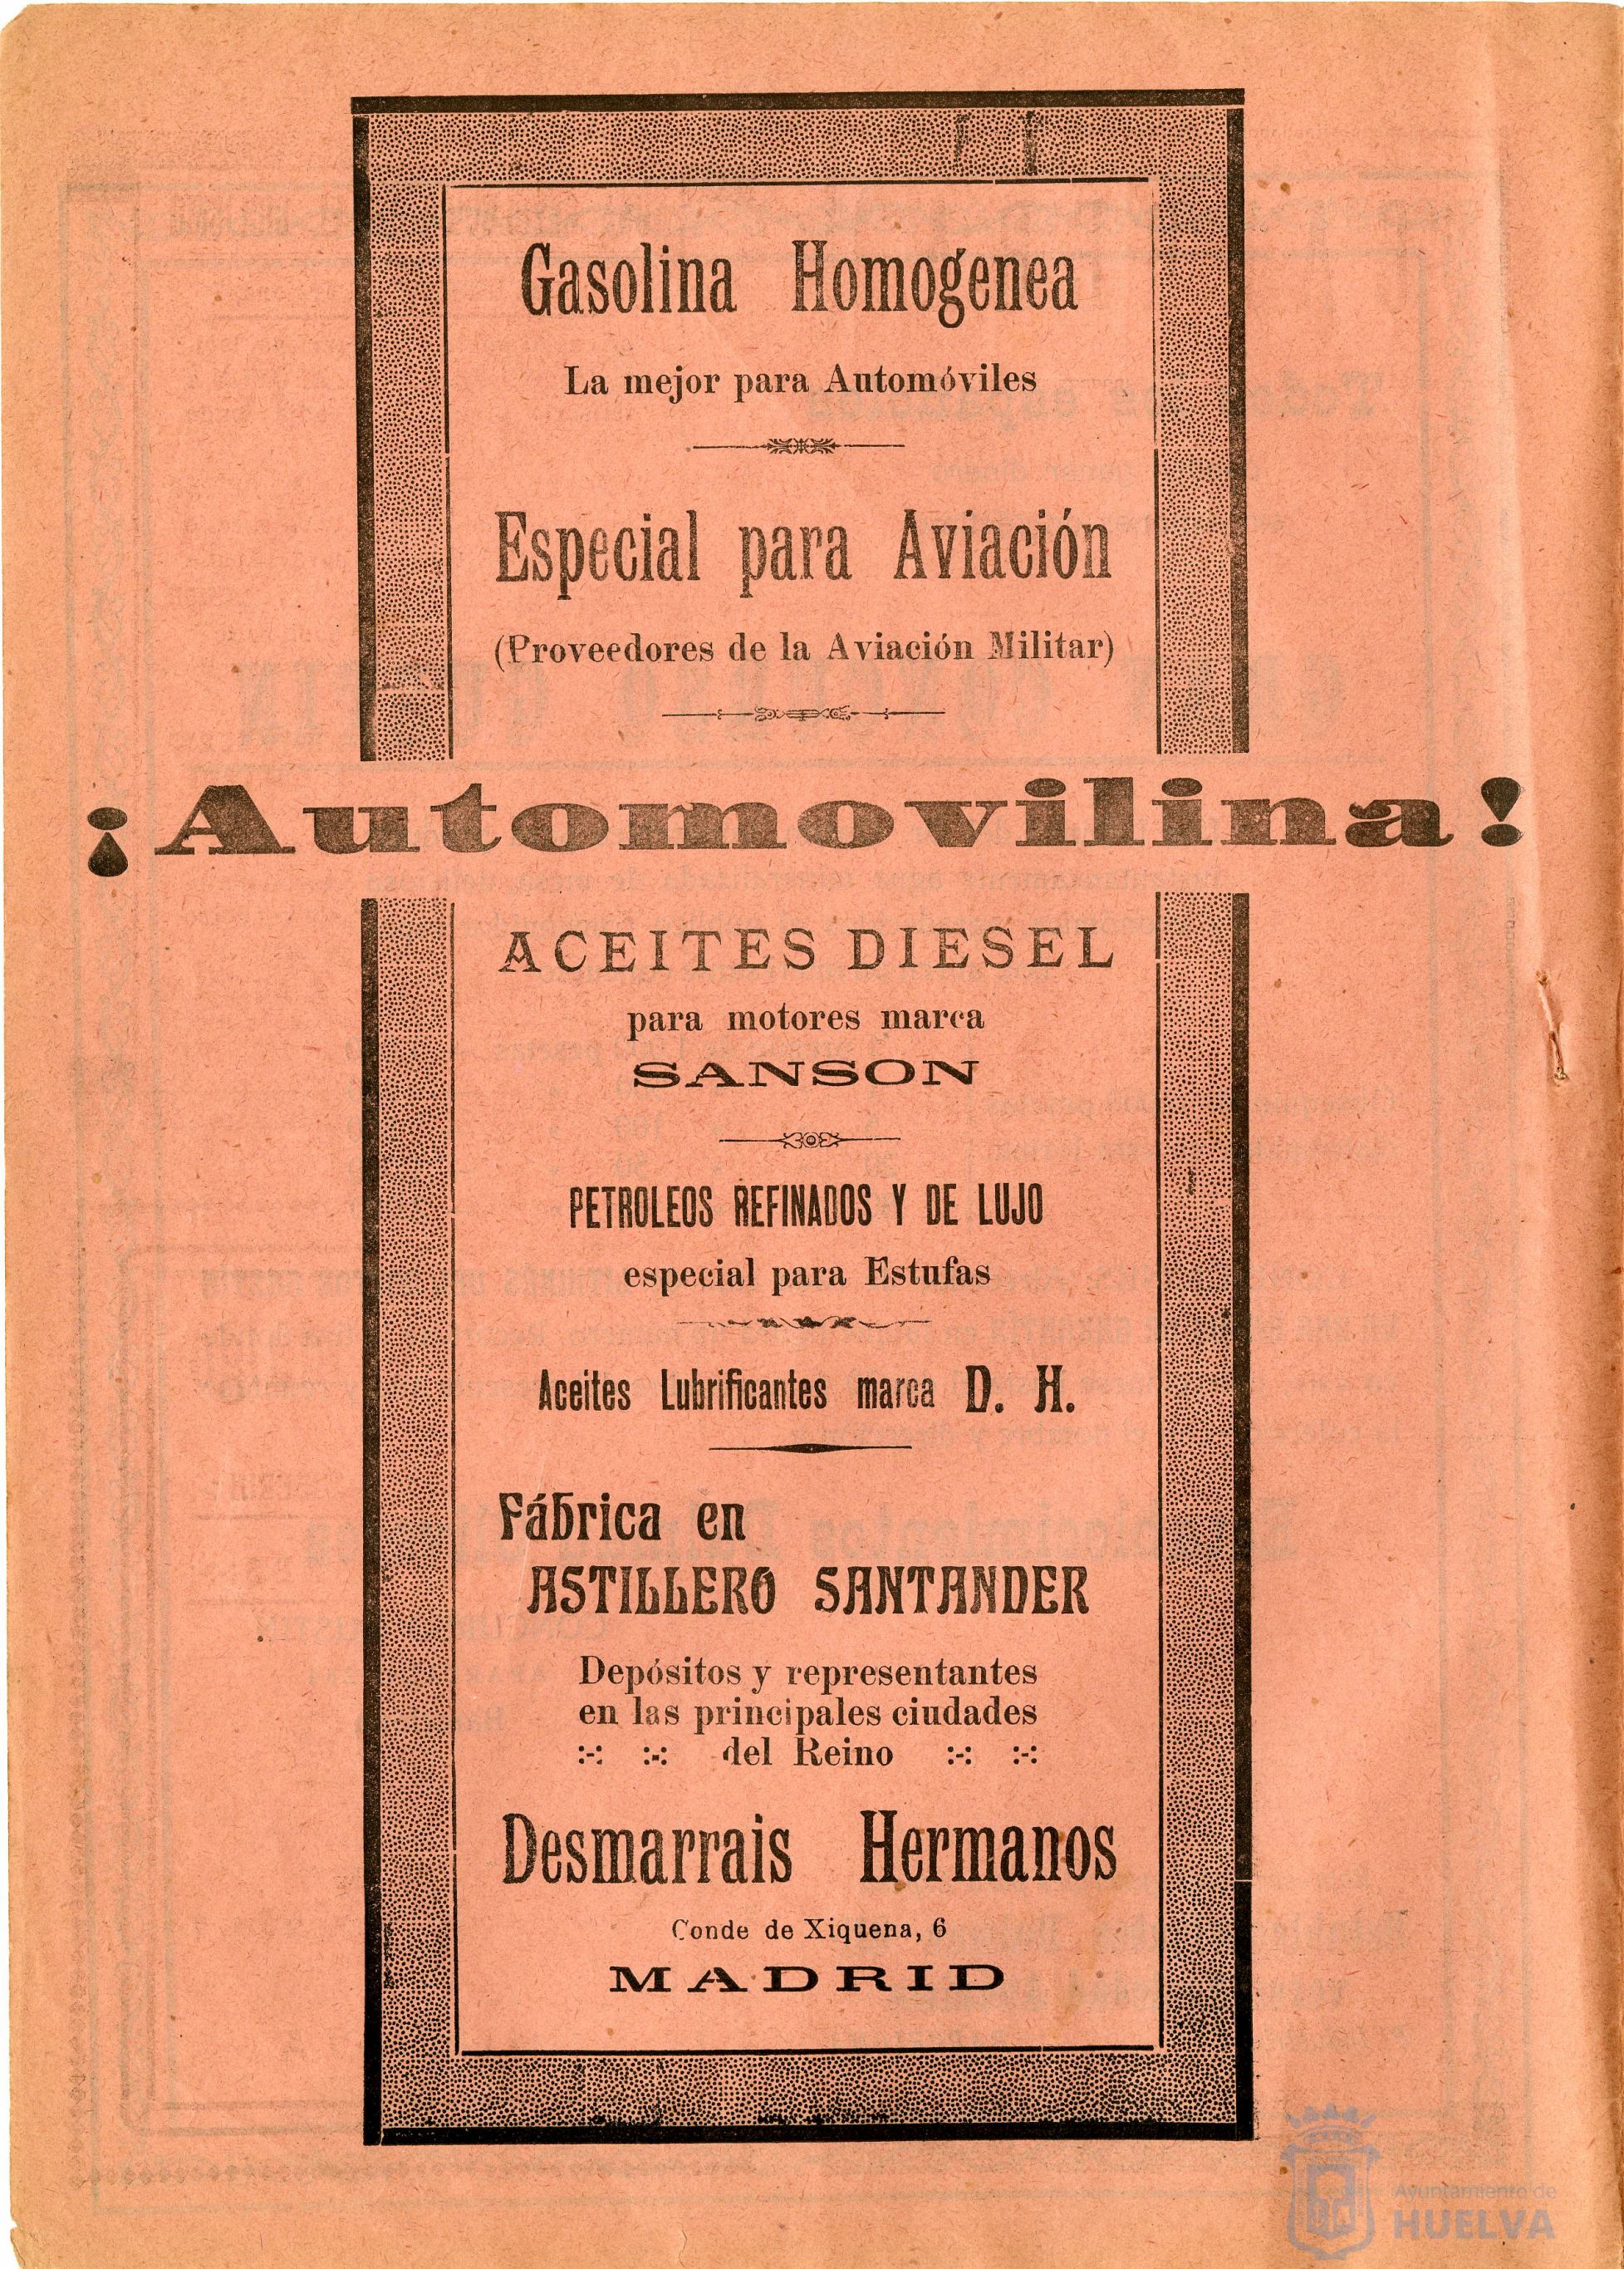 Gasolina Homogenea
La mejor para Automóviles
Especial para Aviación
(Proveedores de la Aviación Militar)
¡Automovilina!
ACEITES DIESEL
para motores marca
SANSON
PETROLEOS REFINADOS Y DE LUJO
especial para Estufas
Aceites Lubrificantes marca D. H.
Fábrica en
ASTILLERO SANTANDER
Depósitos y representantes
en las principales ciudades
:-: :-: del Reino :-: :-:
Desmarrais Hermanos
Conde de Xiquena, 6
MADRID
Ayuntamiento de
HUELVA